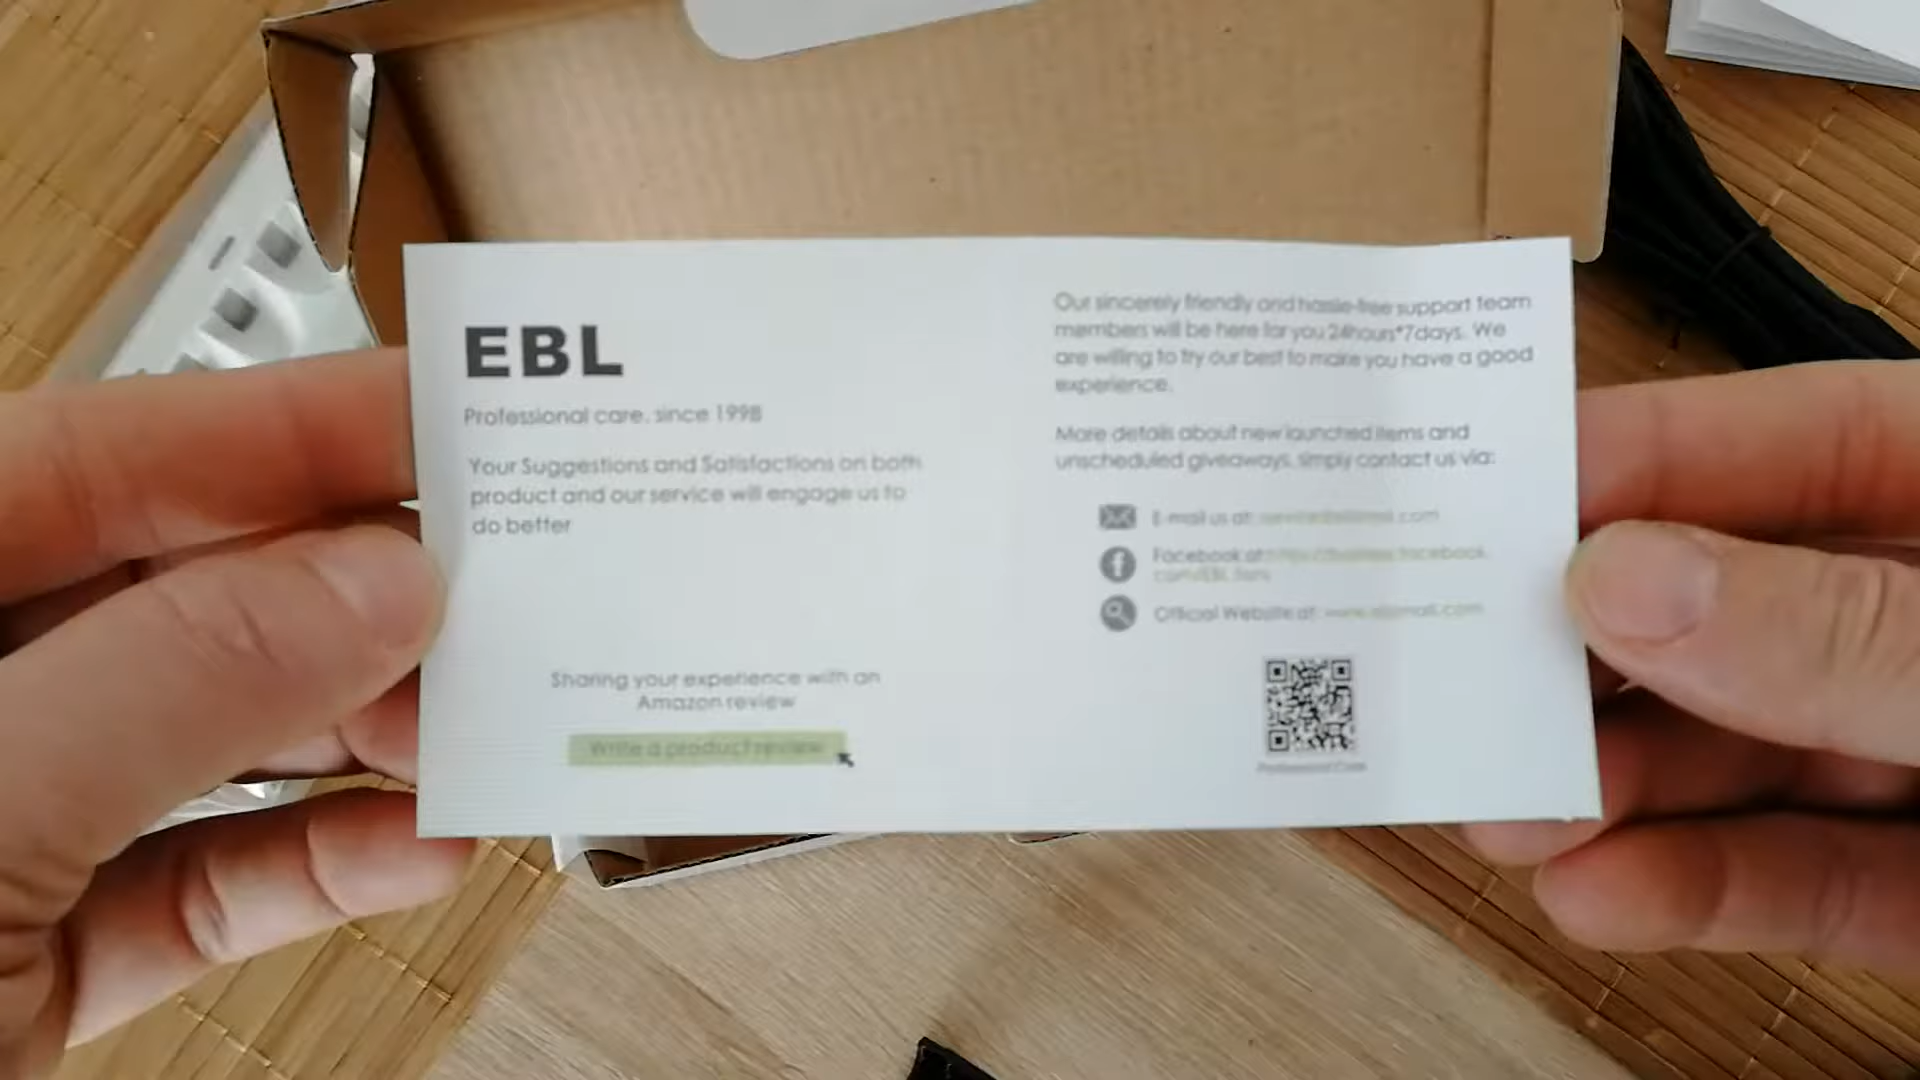 EBL
Professional care, since 1998
Your Suggestions and Satisfactions on both
product and our service will engage us to
do better
Sharing your experience with an
Amazon review
Write a product review
Our sincerely friendly and hassle-free support team
members will be here for you 24hours*7days. We
are willing to try our best to make you have a good
experience.
More details about new launched items and
unscheduled giveaways, simply contact us via:
E-mail us at:
Facebook at:
Official Website at: